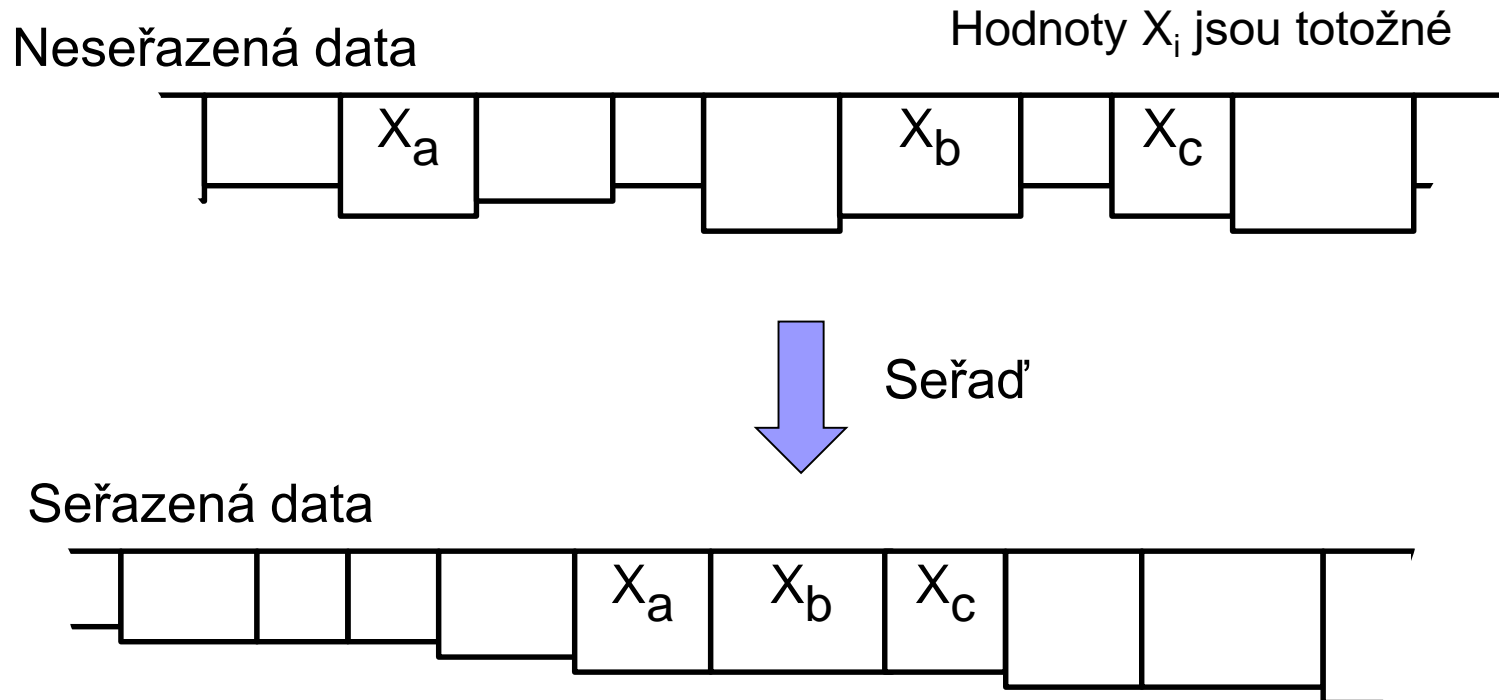 Neseřazená data
Hodnoty Xi jsou totožné
Xa Xb Xc
Seřaď
Seřazená data
Xa Xb Xc